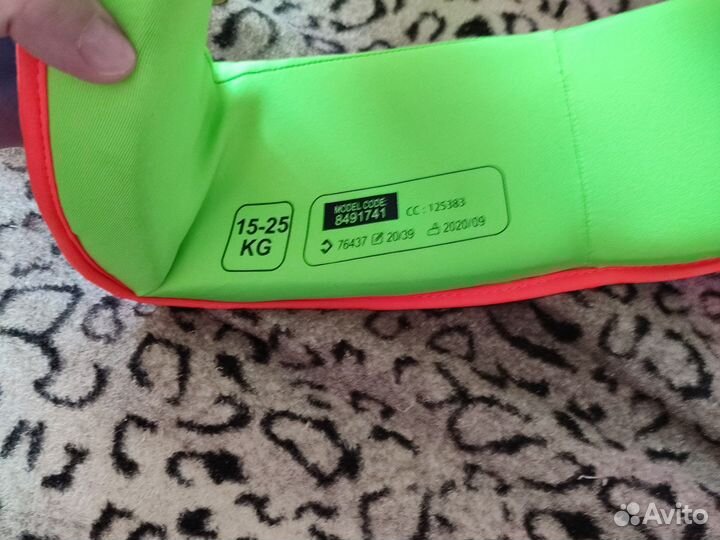 15-25
KG
MODEL CODE:
8491741
CC : 125383
76437 20/39 2020/09
Avito